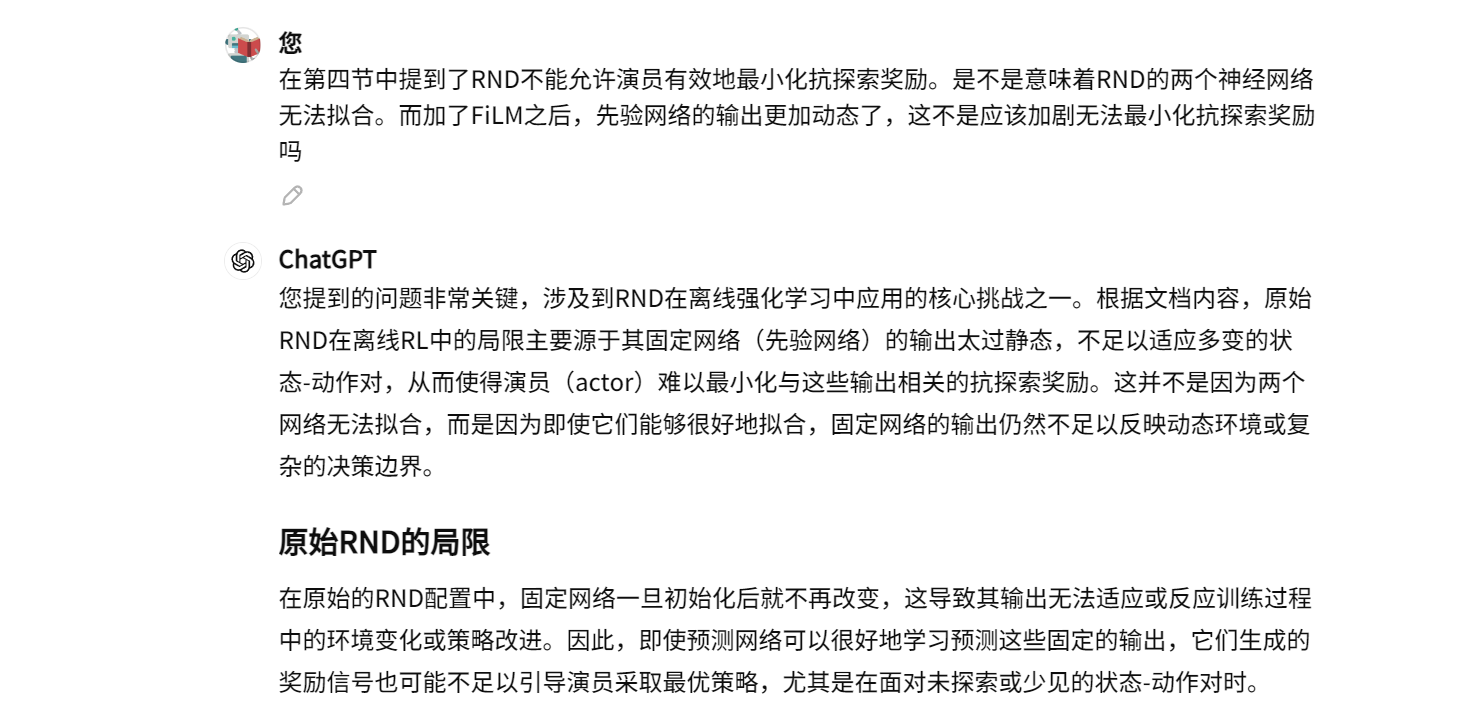 您
在第四节中提到了RND不能允许演员有效地最小化抗探索奖励。是不是意味着RND的两个神经网络
无法拟合。而加了FiLM之后，先验网络的输出更加动态了，这不是应该加剧无法最小化抗探索奖励
吗
ChatGPT
您提到的问题非常关键，涉及到RND在离线强化学习中应用的核心挑战之一。根据文档内容，原始
RND在离线RL中的局限主要源于其固定网络（先验网络）的输出太过静态，不足以适应多变的状
态-动作对，从而使得演员（actor）难以最小化与这些输出相关的抗探索奖励。这并不是因为两个
网络无法拟合，而是因为即使它们能够很好地拟合，固定网络的输出仍然不足以反映动态环境或复
杂的决策边界。
原始RND的局限
在原始的RND配置中，固定网络一旦初始化后就不再改变，这导致其输出无法适应或反应训练过程
中的环境变化或策略改进。因此，即使预测网络可以很好地学习预测这些固定的输出，它们生成的
奖励信号也可能不足以引导演员采取最优策略，尤其是在面对未探索或少见的状态-动作对时。